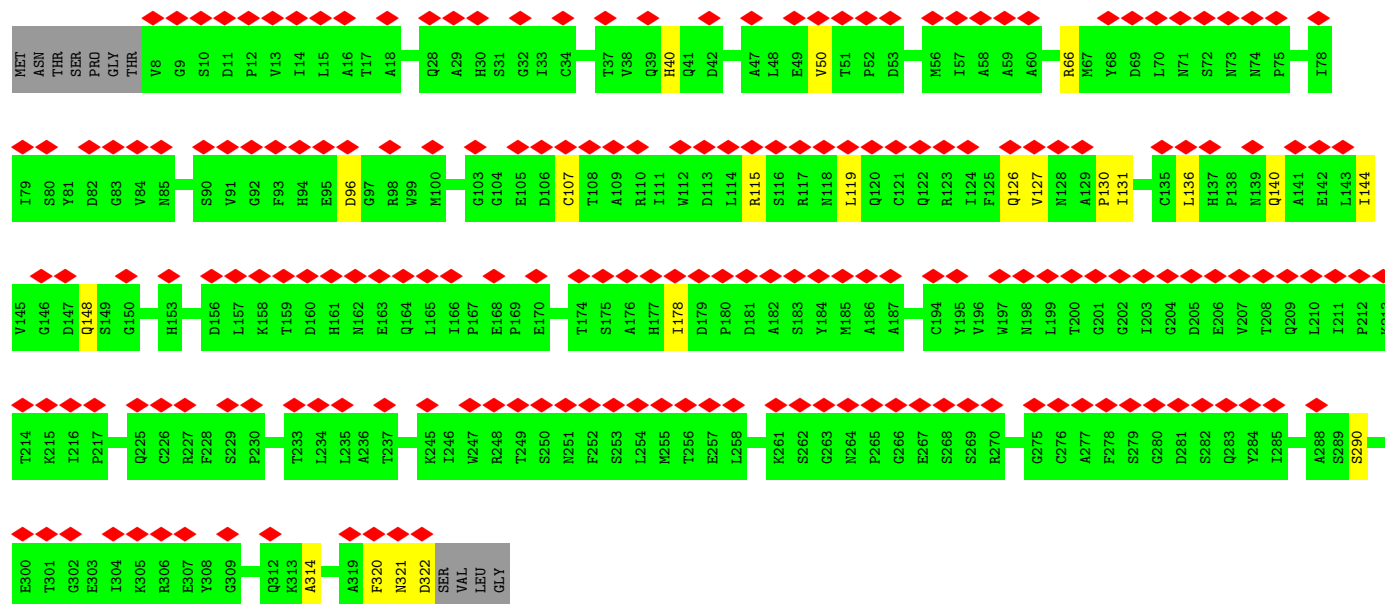 MET ASN THR SER PRO GLY THR V8 G9 S10 D11 P12 V13 I14 L15 A16 T17 A18 Q28 A29 H30 S31 G32 I33 C34 T37 V38 Q39 H40 Q41 D42 A47 L48 E49 V50 T51 P52 D53 M56 I57 A58 A59 A60 R66 M67 Y68 D69 L70 N71 S72 N73 N74 P75 I78
I79 S80 Y81 D82 G83 V84 N85 S90 V91 G92 F93 H94 E95 D96 G97 R98 W99 M100 G103 G104 E105 D106 C107 T108 A109 R110 I111 W112 D113 L114 R115 S116 R117 N118 L119 Q120 C121 Q122 R123 I124 F125 Q126 V127 N128 A129 P130 I131 C135 L136 H137 P138 N139 Q140 A141 E142 L143 I144
V145 G146 D147 Q148 S149 G150 H153 D156 L157 K158 T159 D160 H161 N162 E163 Q164 L165 I166 P167 E168 P169 E170 T174 S175 A176 H177 I178 D179 P180 D181 A182 S183 Y184 M185 A186 A187 C194 Y195 V196 W197 N198 L199 T200 G201 G202 I203 G204 D205 E206 V207 T208 Q209 L210 I211 P212
T214 K215 I216 P217 Q225 C226 R227 F228 S229 P230 T233 L234 L235 A236 T237 K245 I246 W247 R248 T249 S250 N251 F252 S253 L254 M255 T256 E257 L258 K261 S262 G263 N264 P265 G266 E267 S268 S269 R270 G275 C276 A277 F278 S279 G280 D281 S282 Q283 Y284 I285 A288 S289 S290
E300 T301 G302 E303 I304 K305 R306 E307 Y308 G309 Q312 K313 A314 A319 F320 N321 D322 SER VAL LEU GLY